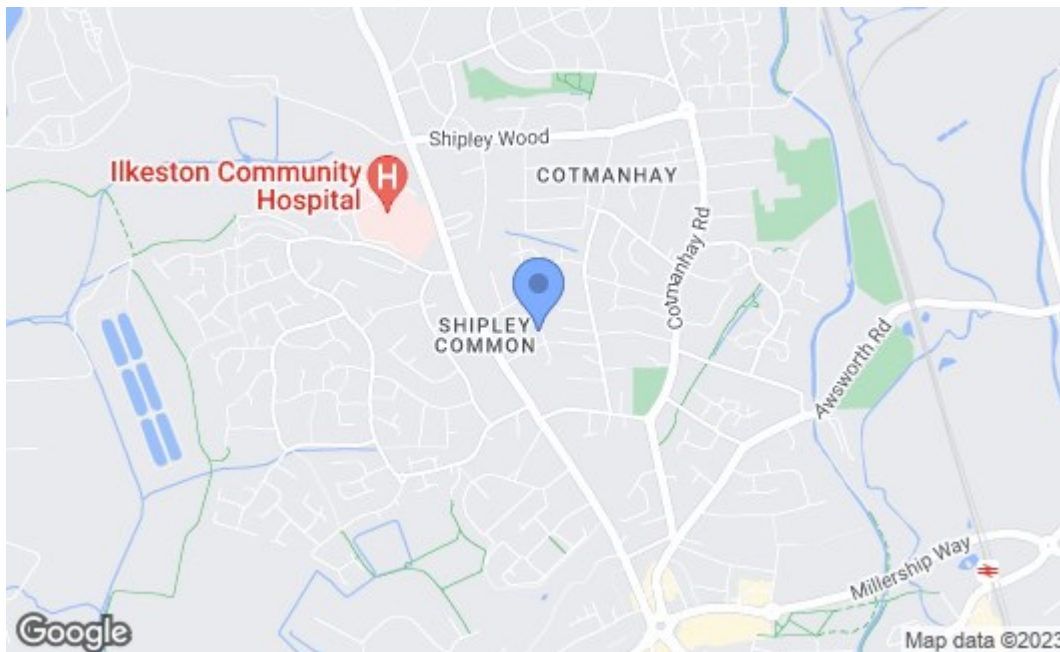 Shipley Wood
Ilkeston Community
Hospital
H
COTMANHAY
Cotmanhay Rd
SHIPLEY
COMMON
Awsworth Rd
Millership Way
Google
Map data ©2023